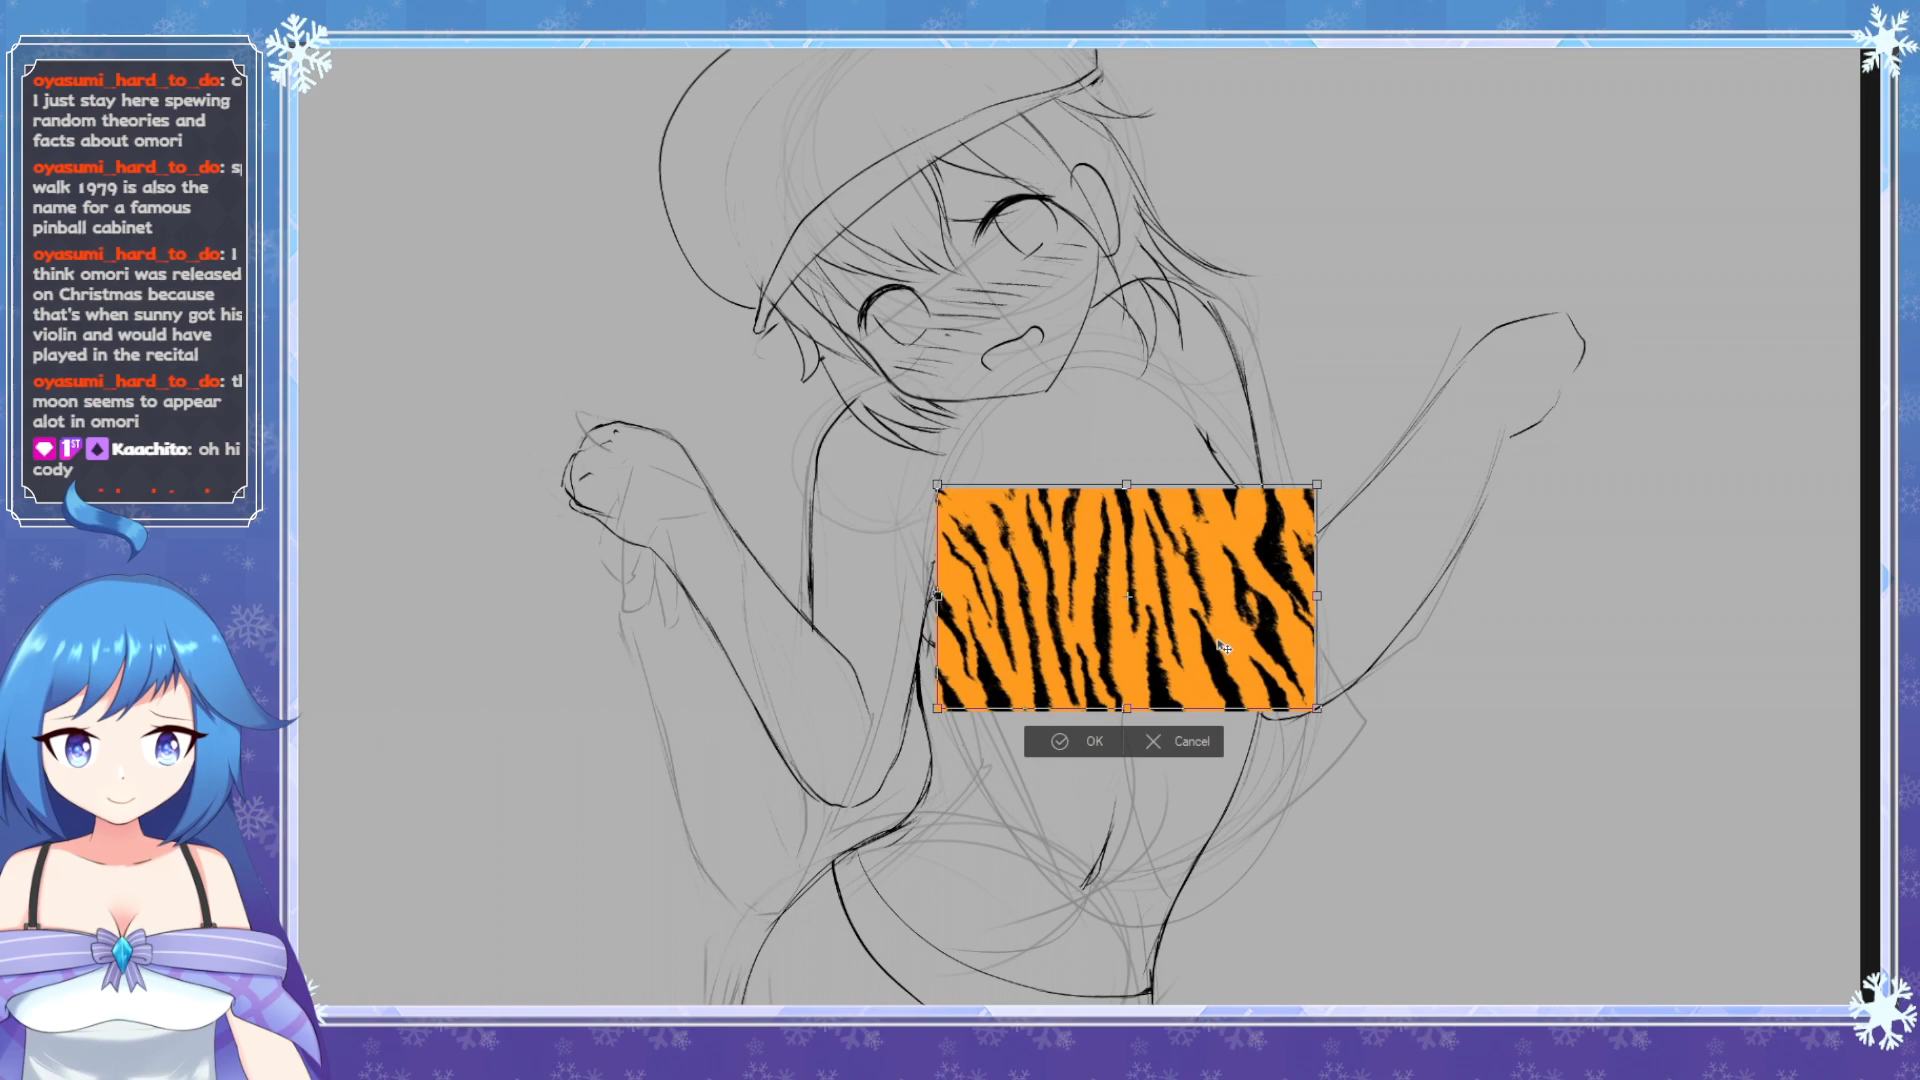 oyasumi_hard_to_do: c
I just stay here spewing
random theories and
facts about omori
oyasumi_hard_to_do: sp
walk 1979 is also the
name for a famous
pinball cabinet
oyasumi_hard_to_do: I
think omori was released
on Christmas because
that's when sunny got his
violin and would have
played in the recital
oyasumi_hard_to_do: th
moon seems to appear
alot in omori
1ST Kaachito: oh hi
cody
OK Cancel